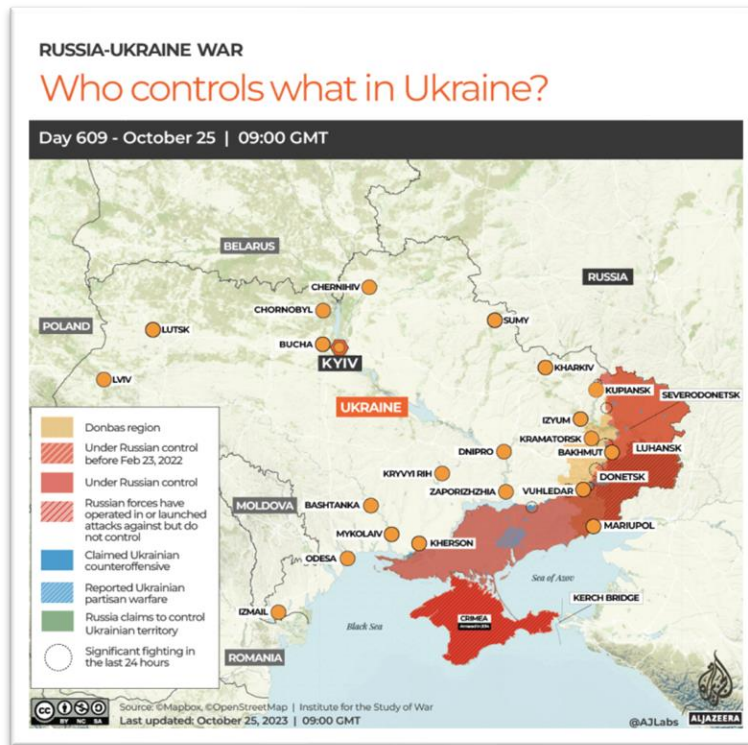 RUSSIA-UKRAINE WAR
Who controls what in Ukraine?
Day 609 - October 25 | 09:00 GMT
BELARUS
RUSSIA
CHERNIHIV
CHORNOBYL
POLAND
LUTSK
SUMY
BUCHA
KYIV
KHARKIV
LVIV
KUPIANSK
SEVERODONETSK
UKRAINE
IZYUM
KRAMATORSK
LUHANSK
DNIPRO
BAKHMUT
KRYVYI RIH
DONETSK
ZAPORIZHZHIA
VUHLEDAR
MOLDOVA
BASHTANKA
MARIUPOL
MYKOLAIV
KHERSON
ODESA
Sea of Azov
KERCH BRIDGE
IZMAIL
CRIMEA
Black Sea
ROMANIA
Donbas region
Under Russian control
before Feb 23, 2022
Under Russian control
Russian forces have
operated in or launched
attacks against but do
not control
Claimed Ukrainian
counteroffensive
Reported Ukrainian
partisan warfare
Russia claims to control
Ukrainian territory
Significant fighting in
the last 24 hours
cc BY NC SA
Source: ©Mapbox, ©OpenStreetMap | Institute for the Study of War
Last updated: October 25, 2023 | 09:00 GMT
@AJLabs
ALJAZEERA